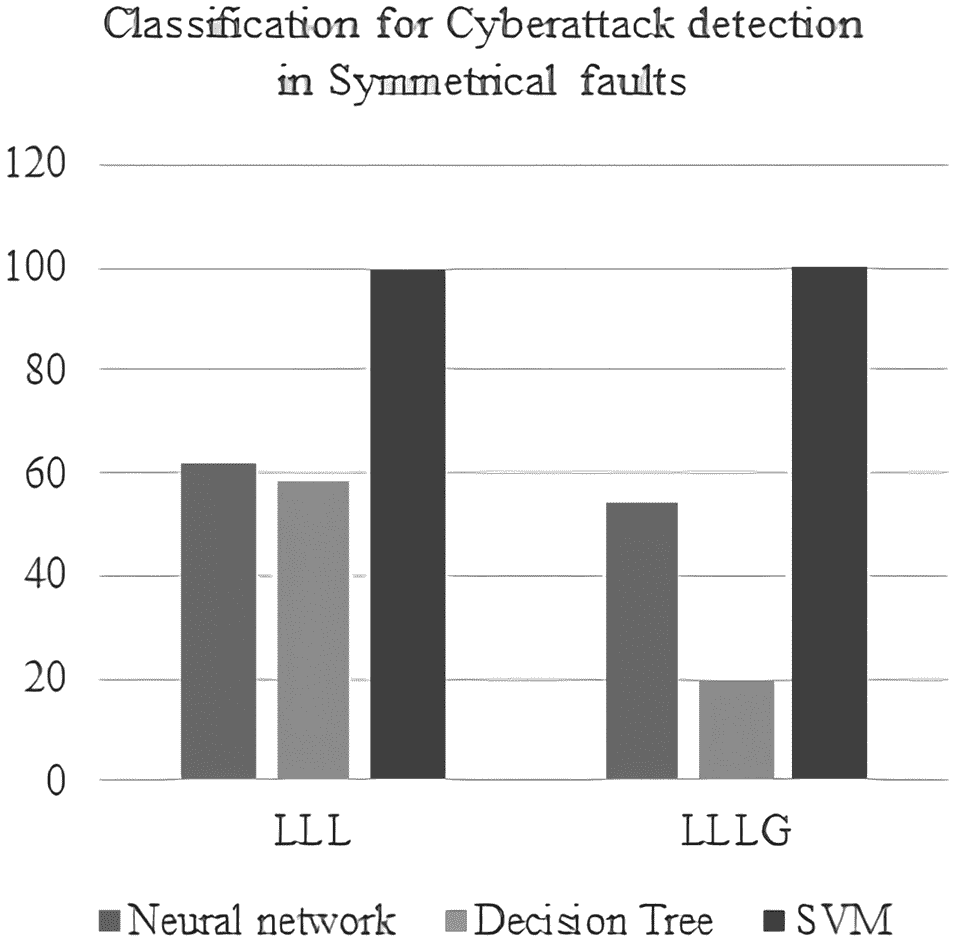 Classification for Cyberattack detection
in Symmetrical faults
120
100
80
60
40
20
0
LLL LLLG
Neural network Decision Tree SVM